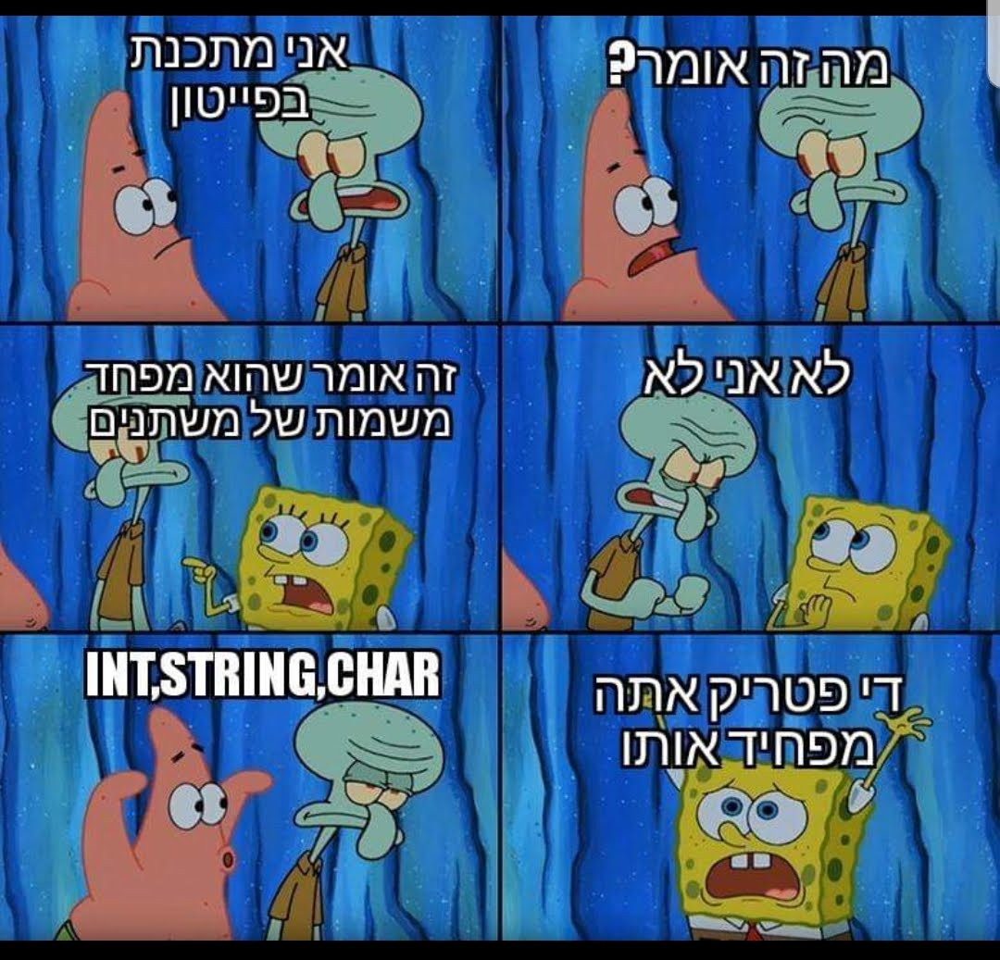 אני מתכנת
בפייטון
מה זה אומר?
זה אומר שהוא מפחד
משמות של משתנים
לא אני לא
INT,STRING,CHAR
די פטריק אתה
מפחיד אותו